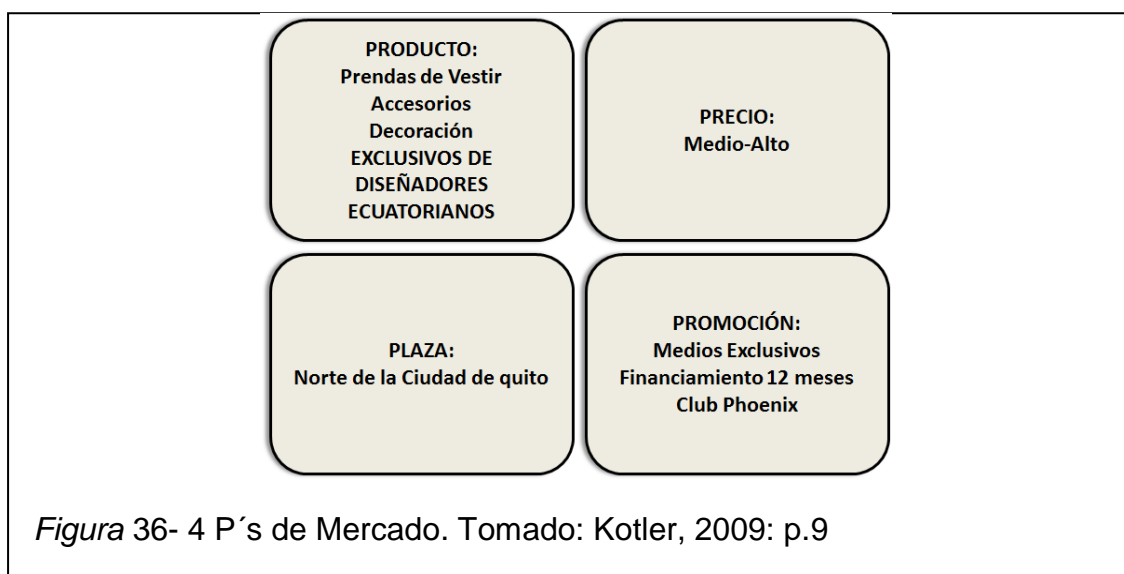 PRODUCTO:
Prendas de Vestir
Accesorios
Decoración
EXCLUSIVOS DE
DISEÑADORES
ECUATORIANOS
PRECIO:
Medio-Alto
PLAZA:
Norte de la Ciudad de quito
PROMOCIÓN:
Medios Exclusivos
Financiamiento 12 meses
Club Phoenix
Figura 36- 4 P´s de Mercado. Tomado: Kotler, 2009: p.9